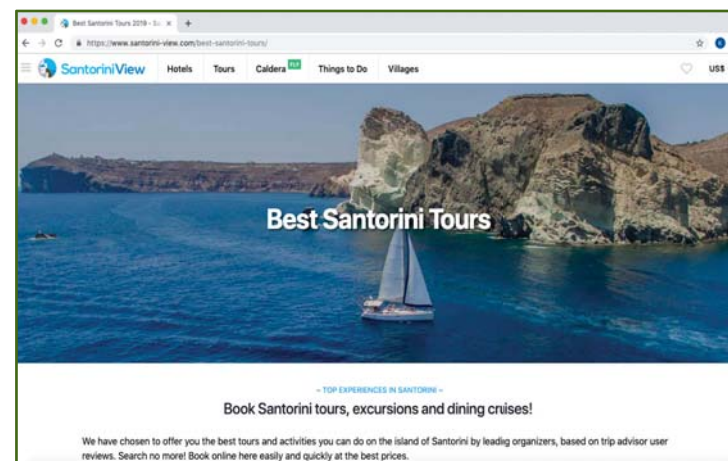 Best Santorini Tours 2019 - Sa
https://www.santorini-view.com/best-santorini-tours/
SantoriniView Hotels Tours Caldera FLY Things to Do Villages US$
Best Santorini Tours
~ TOP EXPERIENCES IN SANTORINI ~
Book Santorini tours, excursions and dining cruises!
We have chosen to offer you the best tours and activities you can do on the island of Santorini by leadig organizers, based on trip advisor user
reviews. Search no more! Book online here easily and quickly at the best prices.